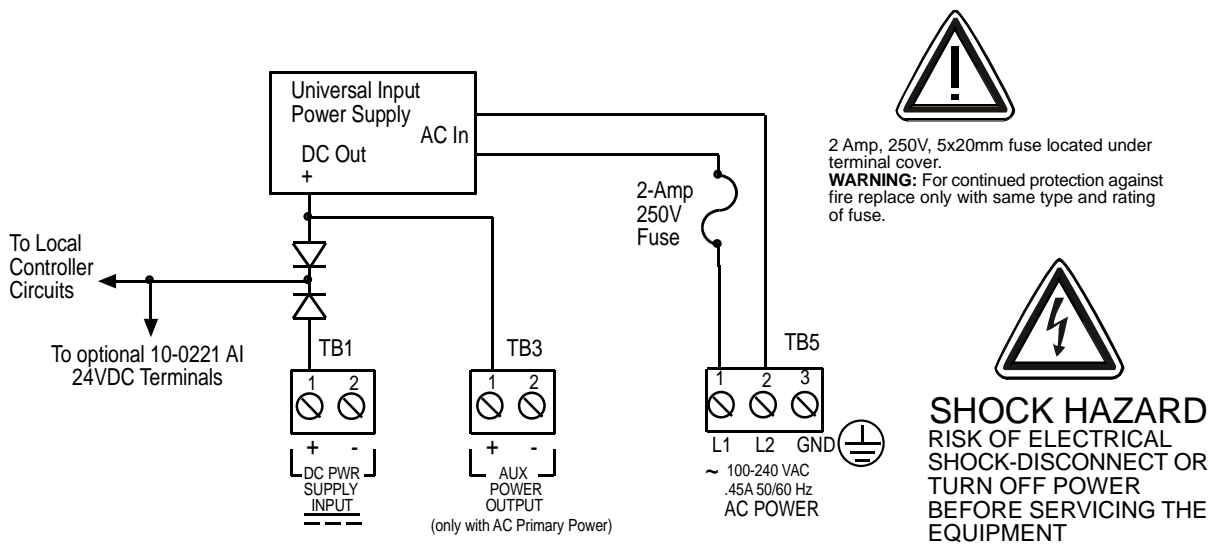 Universal Input
Power Supply
AC In
DC Out
+
2-Amp
250V
Fuse
To Local
Controller
Circuits
To optional 10-0221 AI
24VDC Terminals
TB1
1 2
+ -
DC PWR
SUPPLY
INPUT
TB3
1 2
+ -
AUX
POWER
OUTPUT
(only with AC Primary Power)
TB5
1 2 3
L1 L2 GND
~ 100-240 VAC
.45A 50/60 Hz
AC POWER
!
2 Amp, 250V, 5x20mm fuse located under
terminal cover.
WARNING: For continued protection against
fire replace only with same type and rating
of fuse.
SHOCK HAZARD
RISK OF ELECTRICAL
SHOCK-DISCONNECT OR
TURN OFF POWER
BEFORE SERVICING THE
EQUIPMENT